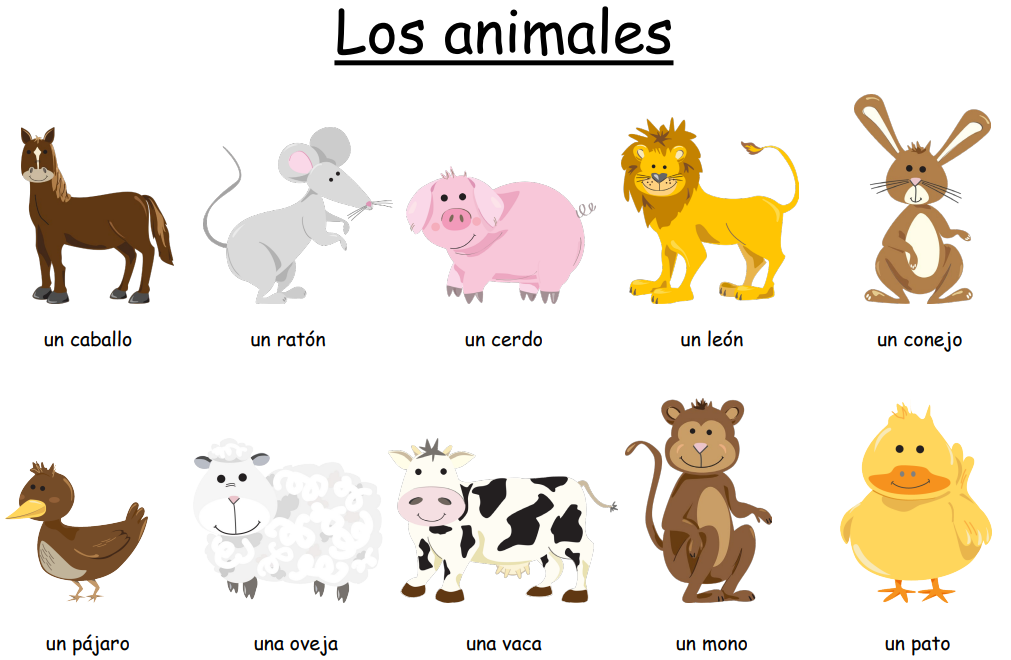 Los animales
un caballo
un ratón
un cerdo
un león
un conejo
un pájaro
una oveja
una vaca
un mono
un pato